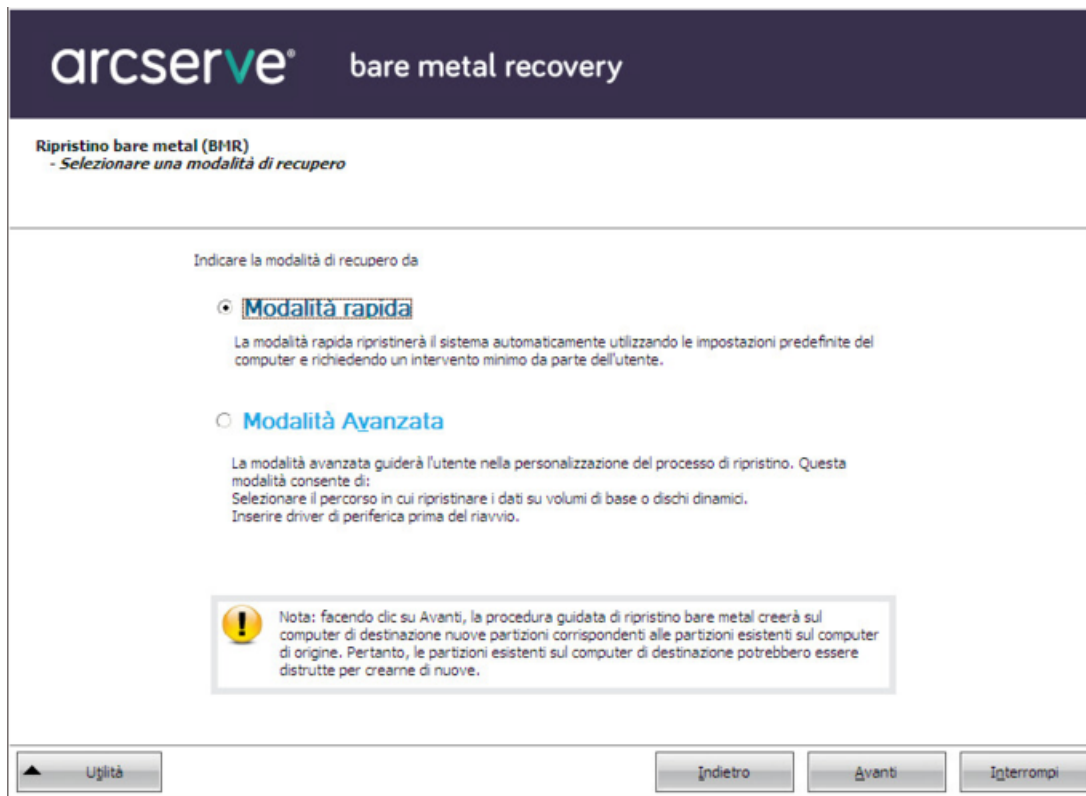 arcserve® bare metal recovery
Ripristino bare metal (BMR)
- Selezionare una modalità di recupero
Indicare la modalità di recupero da
Modalità rapida
La modalità rapida ripristinerà il sistema automaticamente utilizzando le impostazioni predefinite del
computer e richiedendo un intervento minimo da parte dell'utente.
Modalità Avanzata
La modalità avanzata guiderà l'utente nella personalizzazione del processo di ripristino. Questa
modalità consente di:
Selezionare il percorso in cui ripristinare i dati su volumi di base o dischi dinamici.
Inserire driver di periferica prima del riavvio.
Nota: facendo clic su Avanti, la procedura guidata di ripristino bare metal creerà sul
computer di destinazione nuove partizioni corrispondenti alle partizioni esistenti sul computer
di origine. Pertanto, le partizioni esistenti sul computer di destinazione potrebbero essere
distrutte per crearne di nuove.
Utilità
Indietro
Avanti
Interrompi